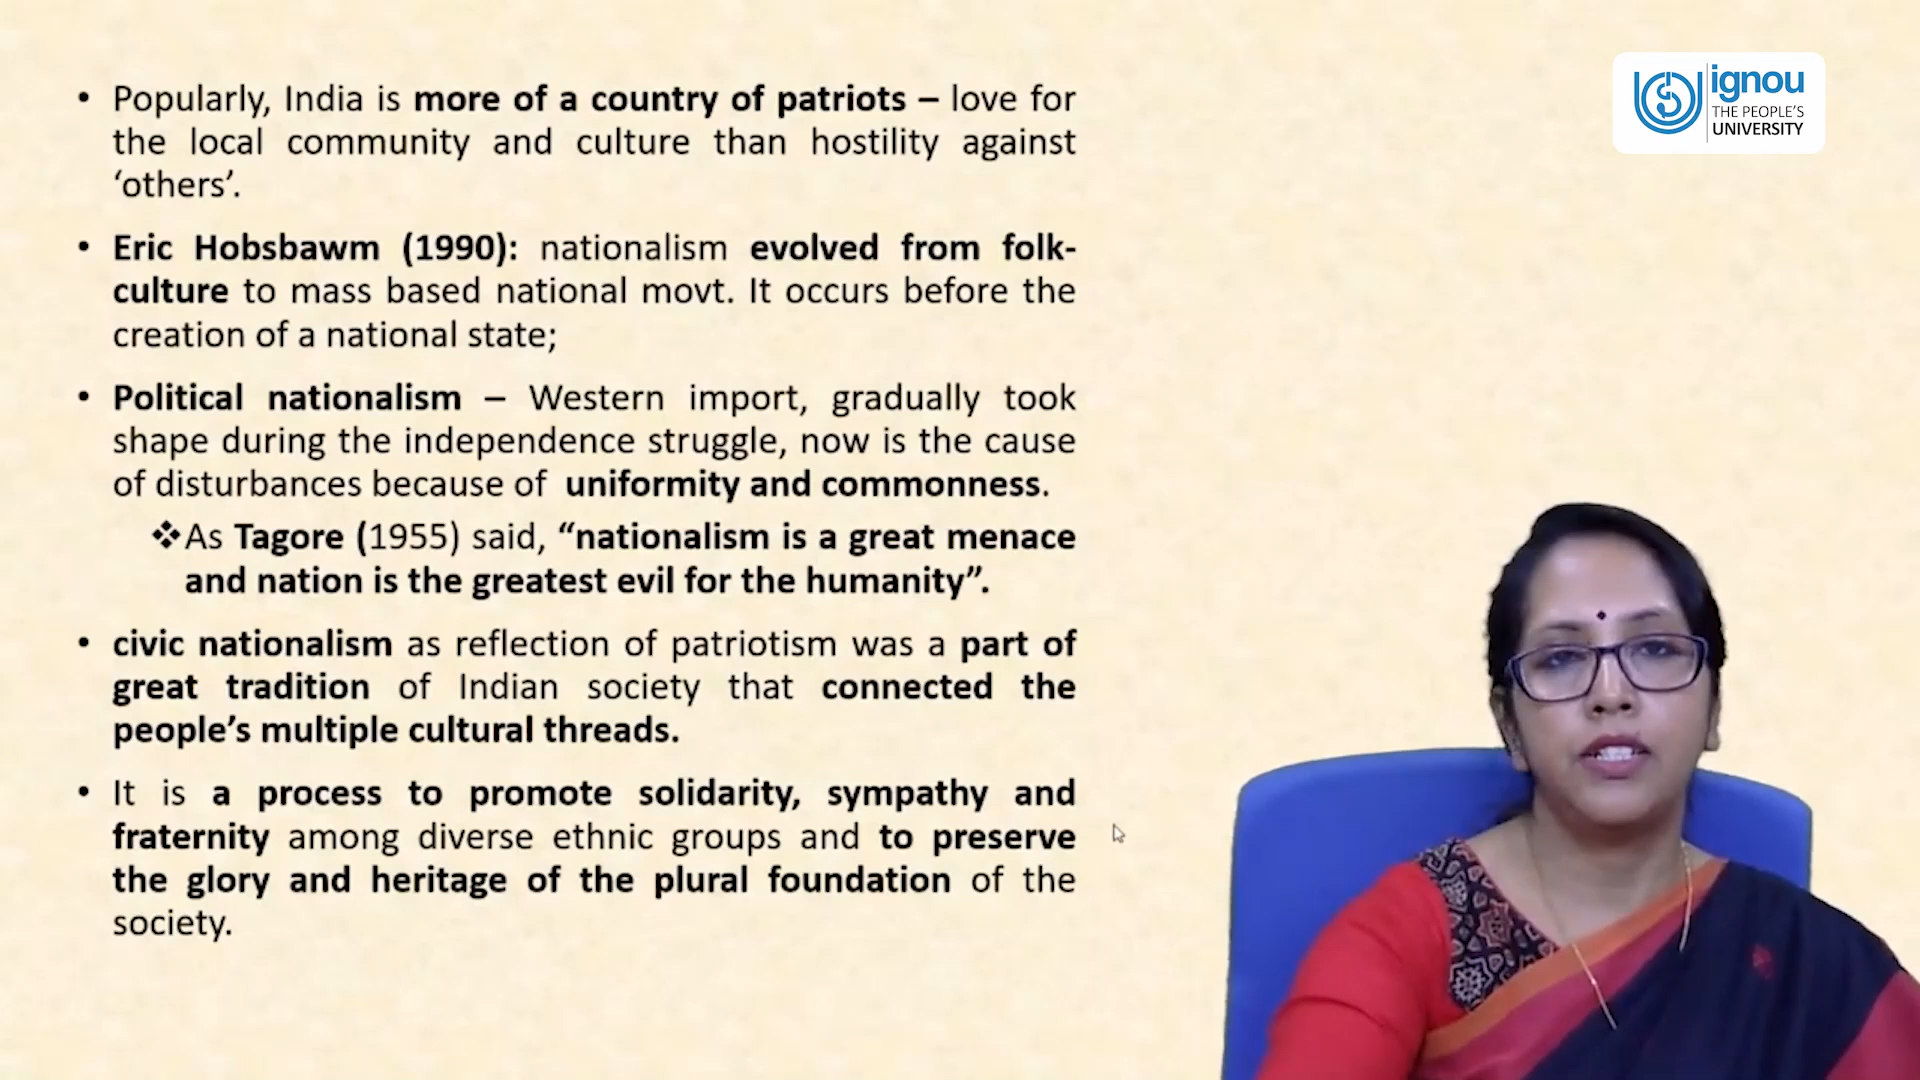 • Popularly, India is more of a country of patriots – love for
the local community and culture than hostility against
‘others’.
• Eric Hobsbawm (1990): nationalism evolved from folk-
culture to mass based national movt. It occurs before the
creation of a national state;
• Political nationalism – Western import, gradually took
shape during the independence struggle, now is the cause
of disturbances because of uniformity and commonness.
❖As Tagore (1955) said, “nationalism is a great menace
and nation is the greatest evil for the humanity”.
• civic nationalism as reflection of patriotism was a part of
great tradition of Indian society that connected the
people’s multiple cultural threads.
• It is a process to promote solidarity, sympathy and
fraternity among diverse ethnic groups and to preserve
the glory and heritage of the plural foundation of the
society.
ignou
THE PEOPLE’S
UNIVERSITY